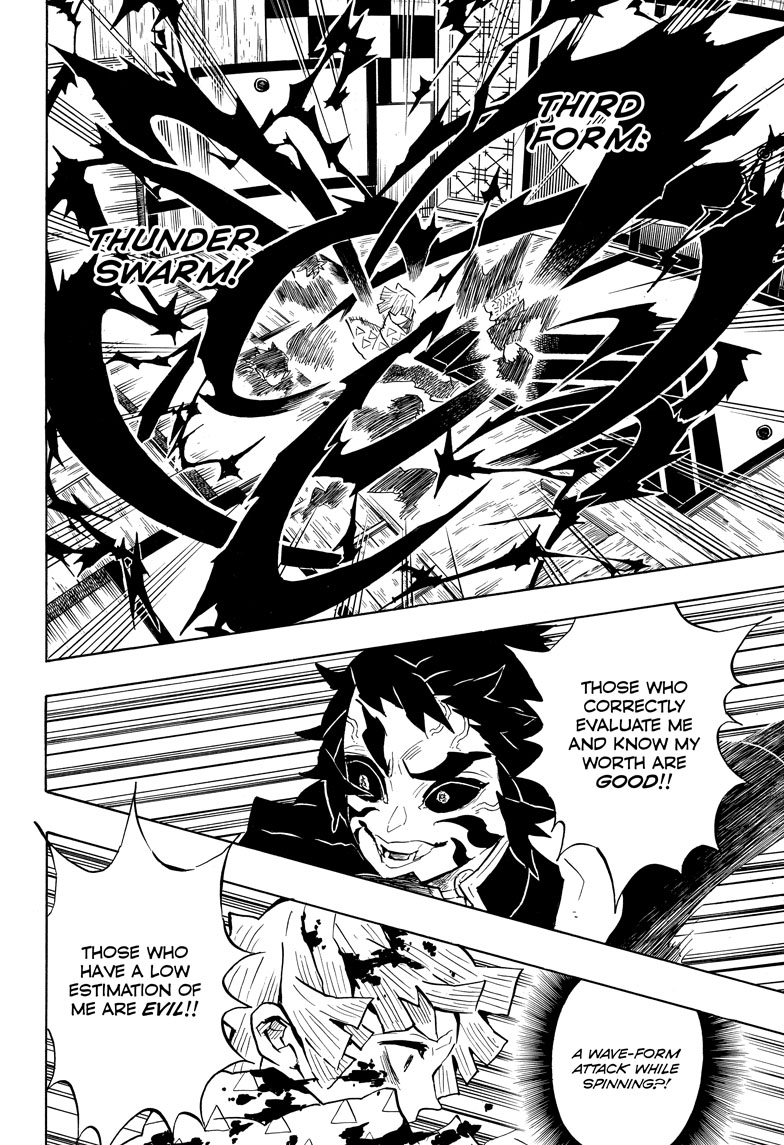 THIRD
FORM:
THUNDER
SWARM!
THOSE WHO
CORRECTLY
EVALUATE ME
AND KNOW MY
WORTH ARE
GOOD!!
THOSE WHO
HAVE A LOW
ESTIMATION OF
ME ARE EVIL!!
A WAVE-FORM
ATTACK WHILE
SPINNING?!